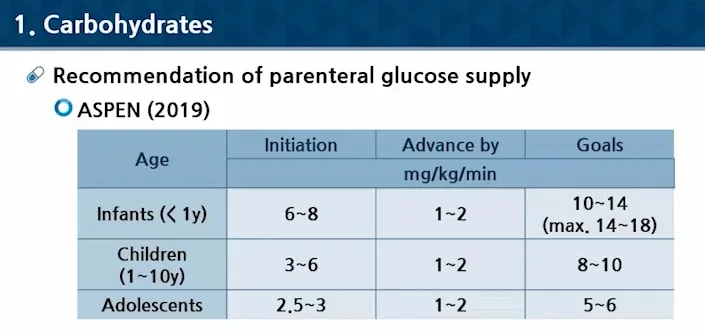 1. Carbohydrates
Recommendation of parenteral glucose supply
ASPEN (2019)
Age Initiation Advance by Goals
mg/kg/min
Infants (< 1y) 6~8 1~2 10~14
(max. 14~18)
Children
(1~10y) 3~6 1~2 8~10
Adolescents 2.5~3 1~2 5~6